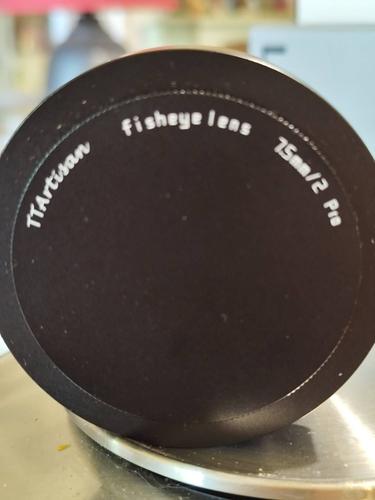 TTArtisan
fisheye lens
7.5mm/2 Pro